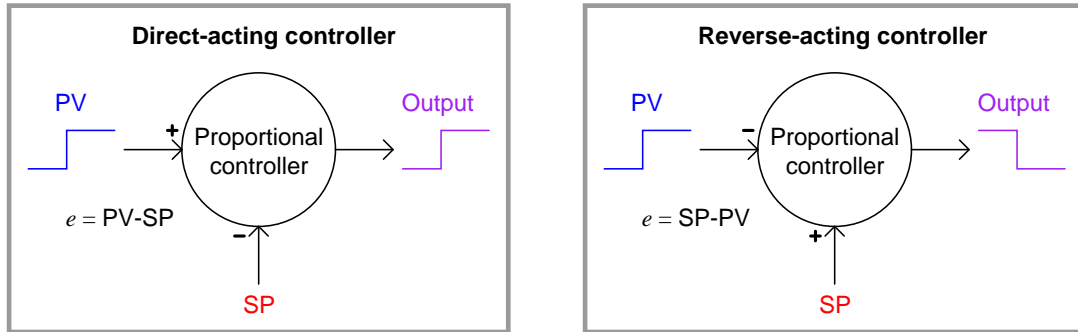 Direct-acting controller
PV
Output
+
Proportional
controller
e = PV-SP
−
SP
Reverse-acting controller
PV
Output
−
Proportional
controller
e = SP-PV
+
SP